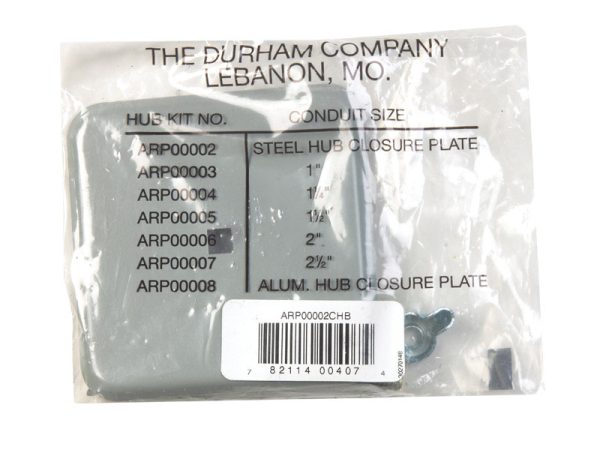 THE DURHAM COMPANY
LEBANON, MO.
HUB KIT NO. CONDUIT SIZE
ARP00002 STEEL HUB CLOSURE PLATE
ARP00003 1"
ARP00004 1¼"
ARP00005 1½"
ARP00006 2"
ARP00007 2½"
ARP00008 ALUM. HUB CLOSURE PLATE
ARP00002CHB
7 82114 00407 4